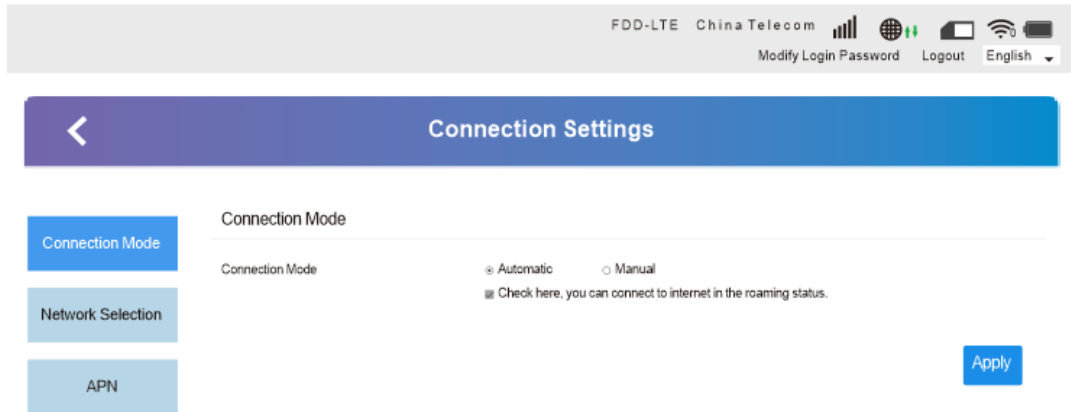 FDD-LTE China Telecom
Modify Login Password Logout English
Connection Settings
Connection Mode
Connection Mode
Connection Mode
Automatic
Manual
Check here, you can connect to internet in the roaming status.
Network Selection
Apply
APN